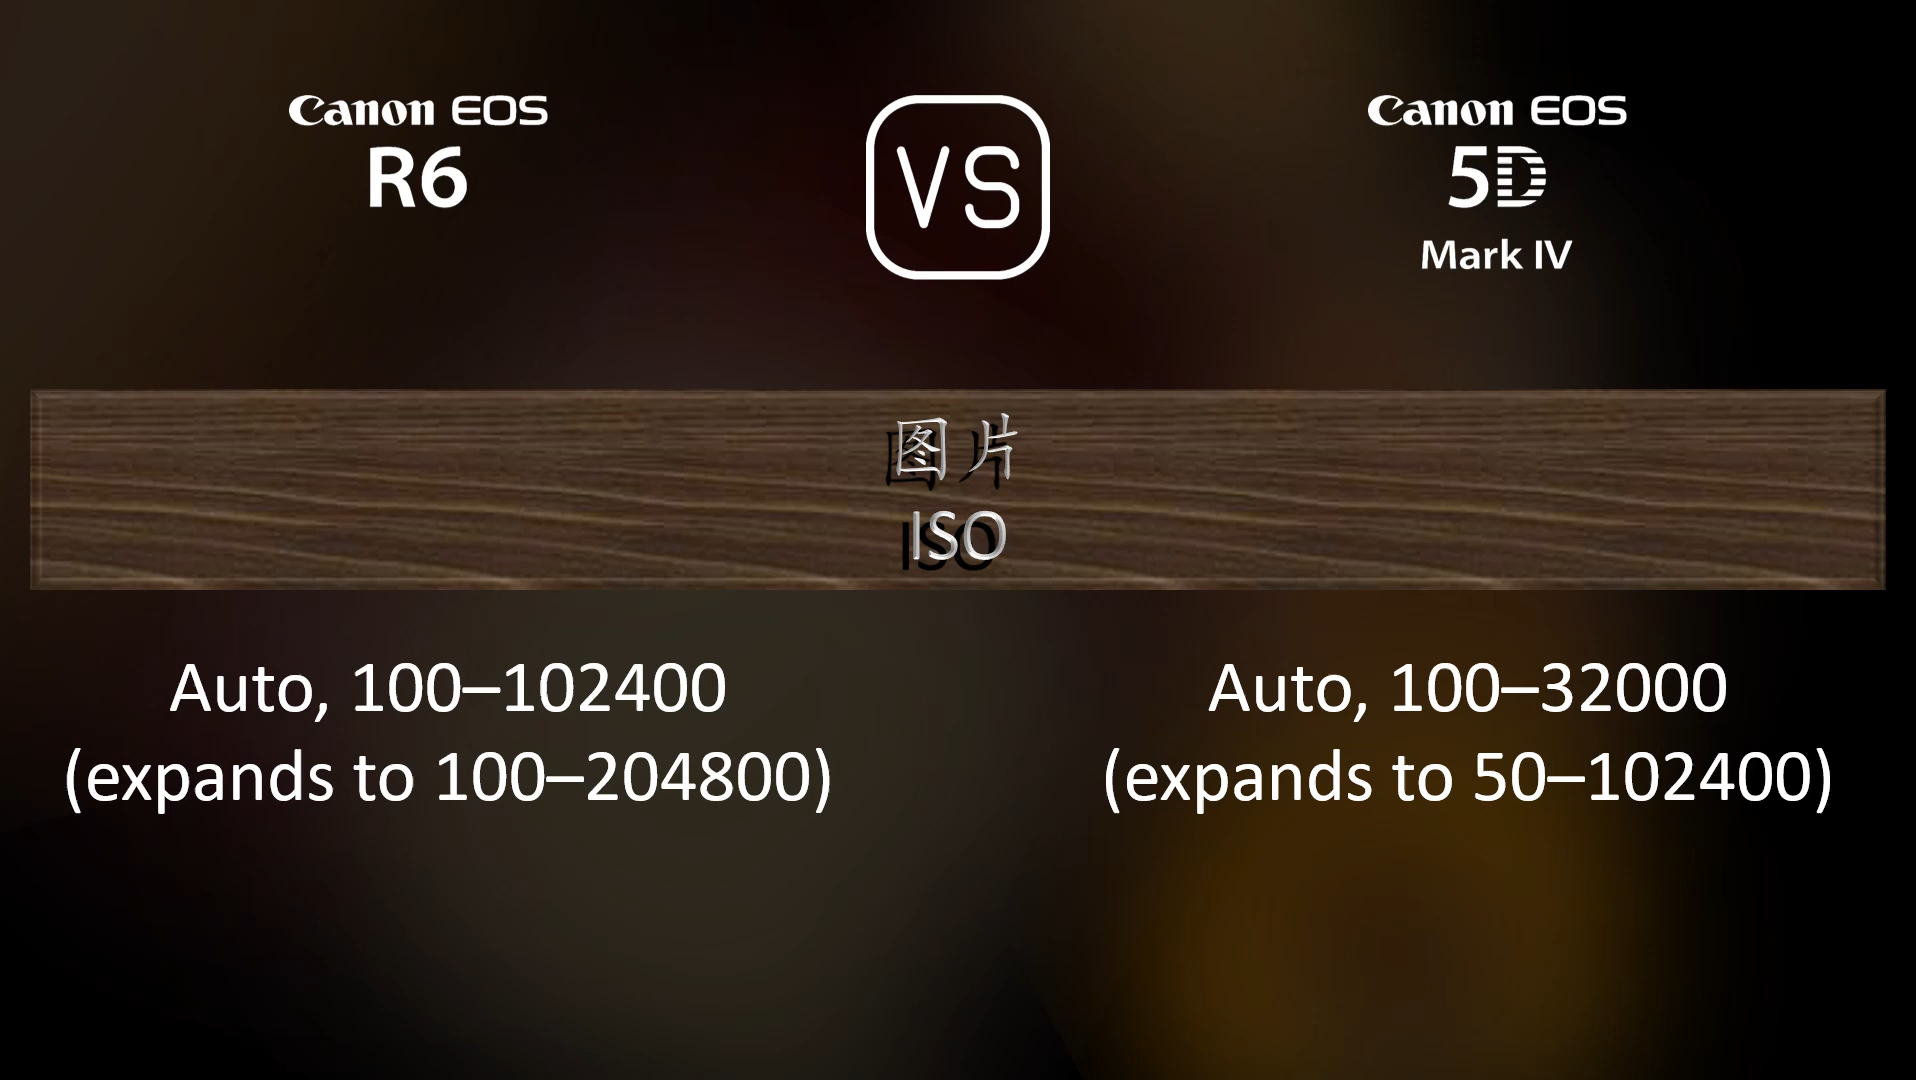 Canon EOS
R6
VS
Canon EOS
5D
Mark IV
图片
ISO
Auto, 100–102400
(expands to 100–204800)
Auto, 100–32000
(expands to 50–102400)